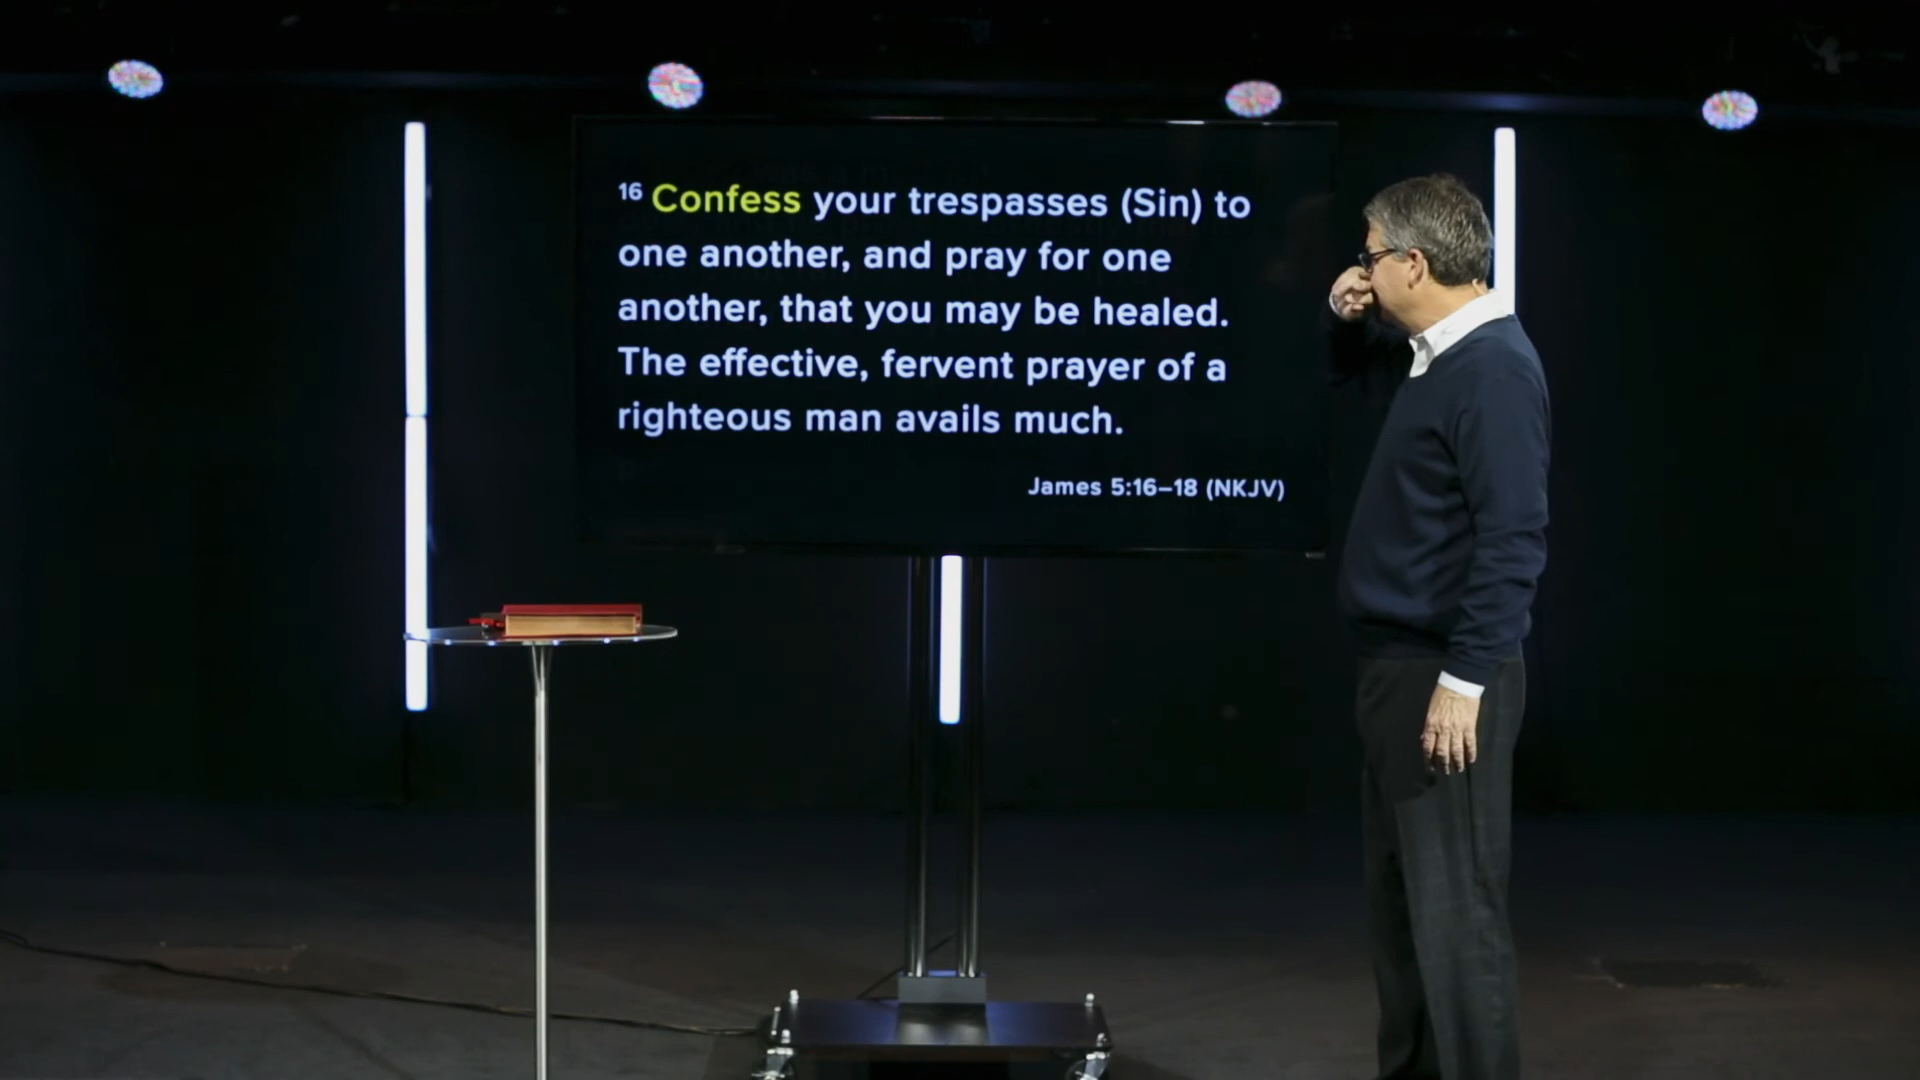 16 Confess your trespasses (Sin) to
one another, and pray for one
another, that you may be healed.
The effective, fervent prayer of a
righteous man avails much.
James 5:16–18 (NKJV)